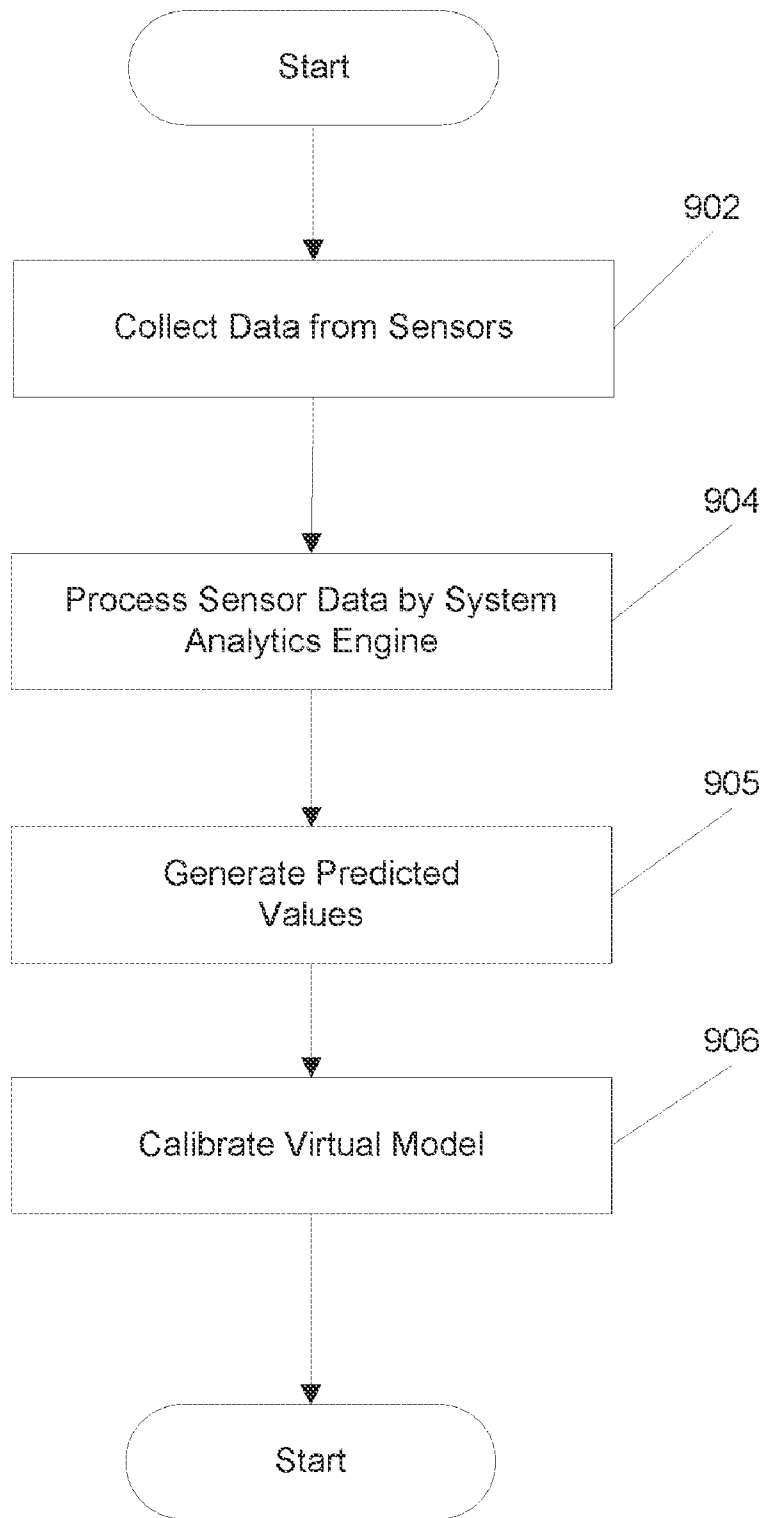 Start
902
Collect Data from Sensors
904
Process Sensor Data by System
Analytics Engine
905
Generate Predicted
Values
906
Calibrate Virtual Model
Start